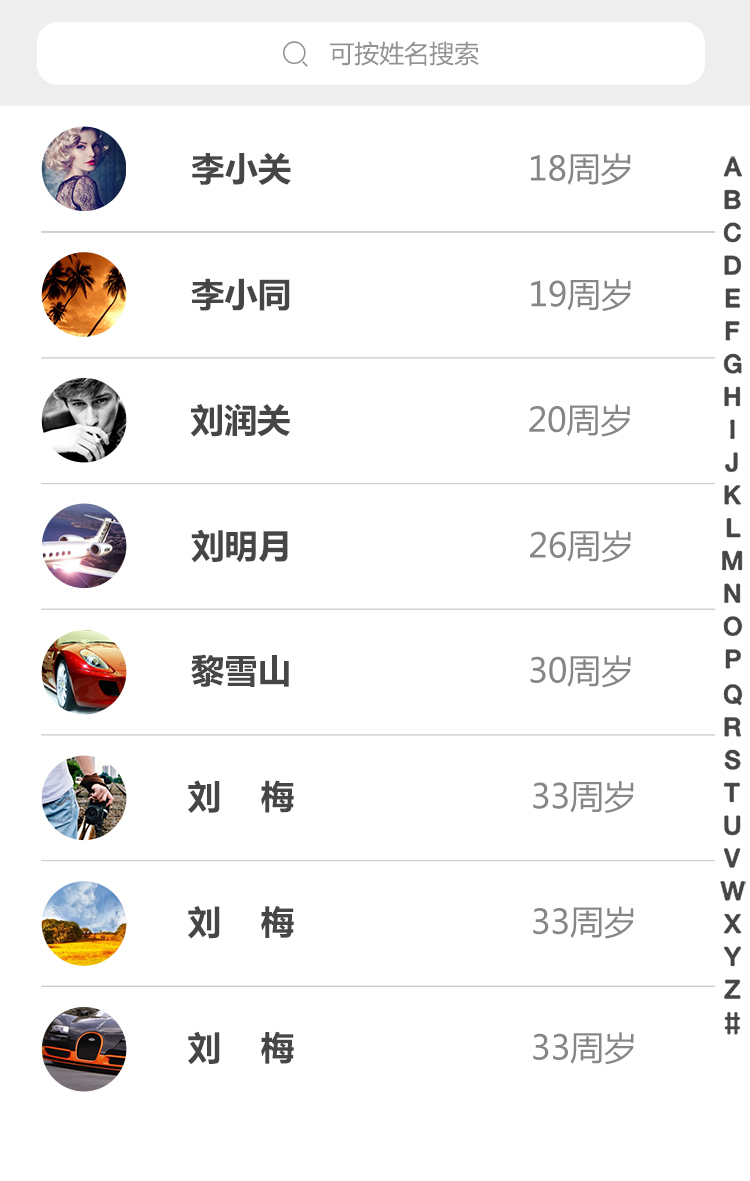 可按姓名搜索
李小关 18周岁
李小同 19周岁
刘润关 20周岁
刘明月 26周岁
黎雪山 30周岁
刘 梅 33周岁
刘 梅 33周岁
刘 梅 33周岁
A
B
C
D
E
F
G
H
I
J
K
L
M
N
O
P
Q
R
S
T
U
V
W
X
Y
Z
#